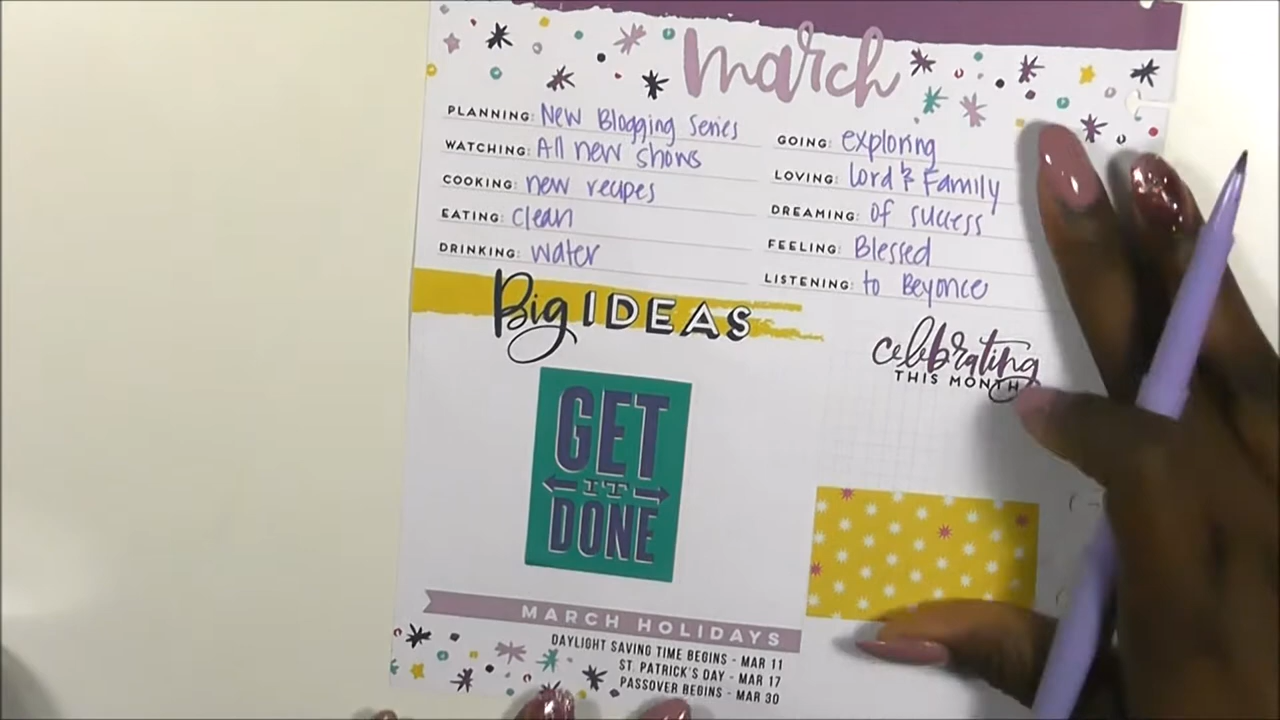 march
PLANNING: New Blogging Series
WATCHING: All new shows
COOKING: new recipes
EATING: clean
DRINKING: water
GOING: exploring
LOVING: Lord & Family
DREAMING: of success
FEELING: Blessed
LISTENING: to Beyonce
Big IDEAS
celebrating
THIS MONTH
GET
IT
DONE
MARCH HOLIDAYS
DAYLIGHT SAVING TIME BEGINS - MAR 11
ST. PATRICK'S DAY - MAR 17
PASSOVER BEGINS - MAR 30